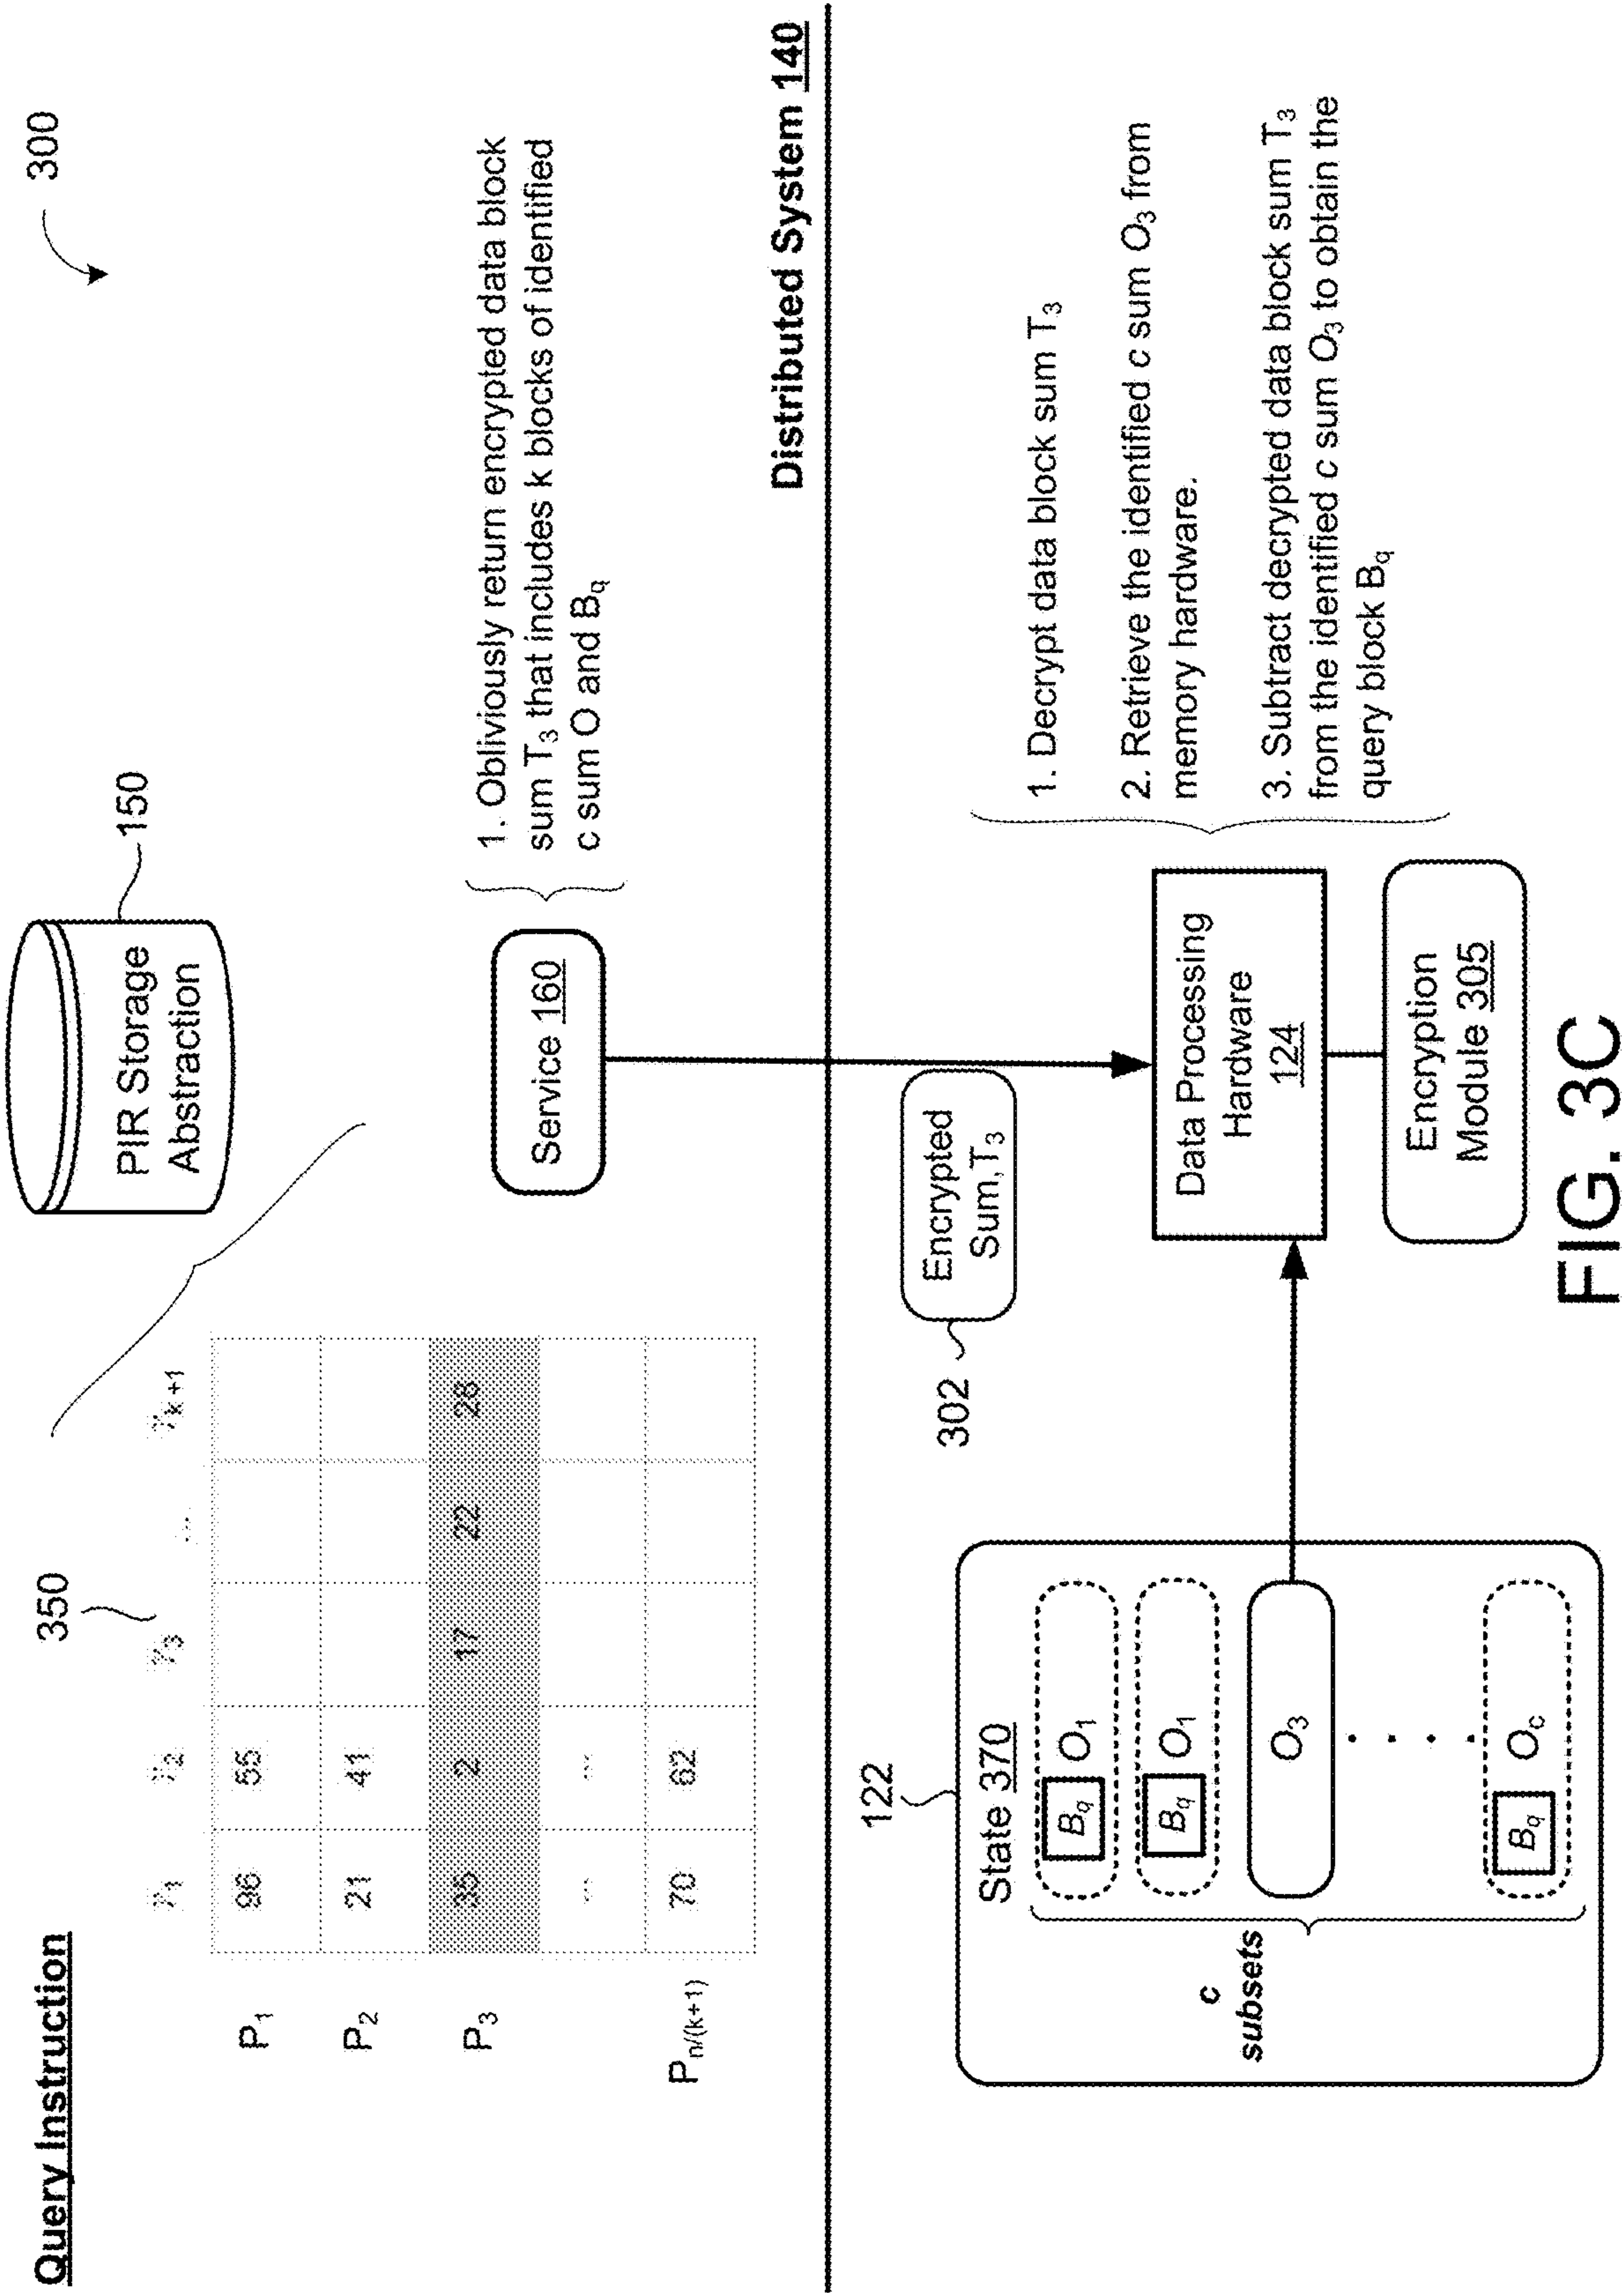 Query Instruction
300
350
PIR Storage
Abstraction
150
γ1 γ2 γ3 ... γk+1
P1 96 55
P2 21 41
P3 35 2 17 22 28
... ...
Pn/(k+1) 70 62
Service 160
1. Obliviously return encrypted data block
sum T3 that includes k blocks of identified
c sum O and Bq
Distributed System 140
302
Encrypted
Sum, T3
122
State 370
Bq O1
Bq O1
O3
. . . .
Bq Oc
c
subsets
Data Processing
Hardware
124
Encryption
Module 305
1. Decrypt data block sum T3
2. Retrieve the identified c sum O3 from
memory hardware.
3. Subtract decrypted data block sum T3
from the identified c sum O3 to obtain the
query block Bq
FIG. 3C